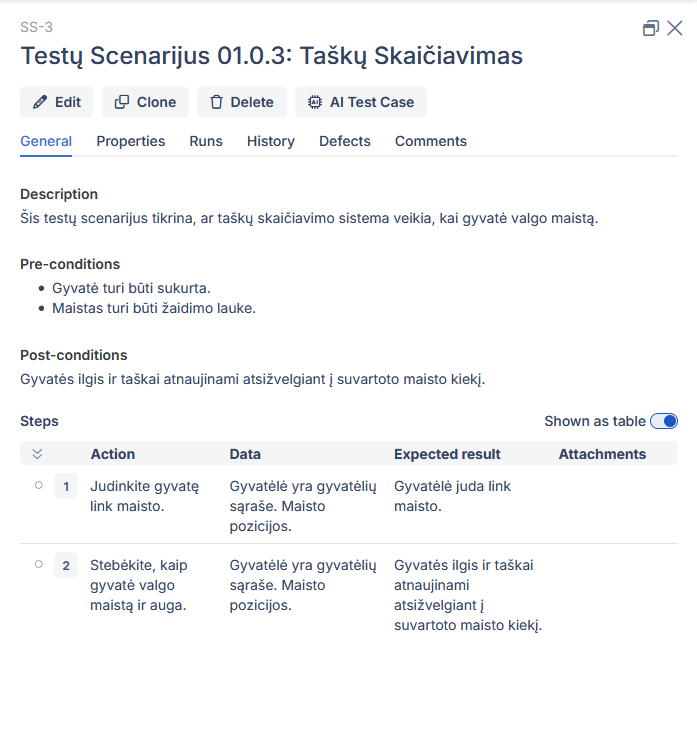 SS-3
Testų Scenarijus 01.0.3: Taškų Skaičiavimas
Edit
Clone
Delete
AI Test Case
General
Properties
Runs
History
Defects
Comments
Description
Šis testų scenarijus tikrina, ar taškų skaičiavimo sistema veikia, kai gyvatė valgo maistą.
Pre-conditions
Gyvatė turi būti sukurta.
Maistas turi būti žaidimo lauke.
Post-conditions
Gyvatės ilgis ir taškai atnaujinami atsižvelgiant į suvartoto maisto kiekį.
Steps
Shown as table
Action
Data
Expected result
Attachments
1
Judinkite gyvatę
link maisto.
Gyvatėlė yra gyvatėlių
sąraše. Maisto
pozicijos.
Gyvatėlė juda link
maisto.
2
Stebėkite, kaip
gyvatė valgo
maistą ir auga.
Gyvatėlė yra gyvatėlių
sąraše. Maisto
pozicijos.
Gyvatės ilgis ir taškai
atnaujinami
atsižvelgiant į
suvartoto maisto kiekį.